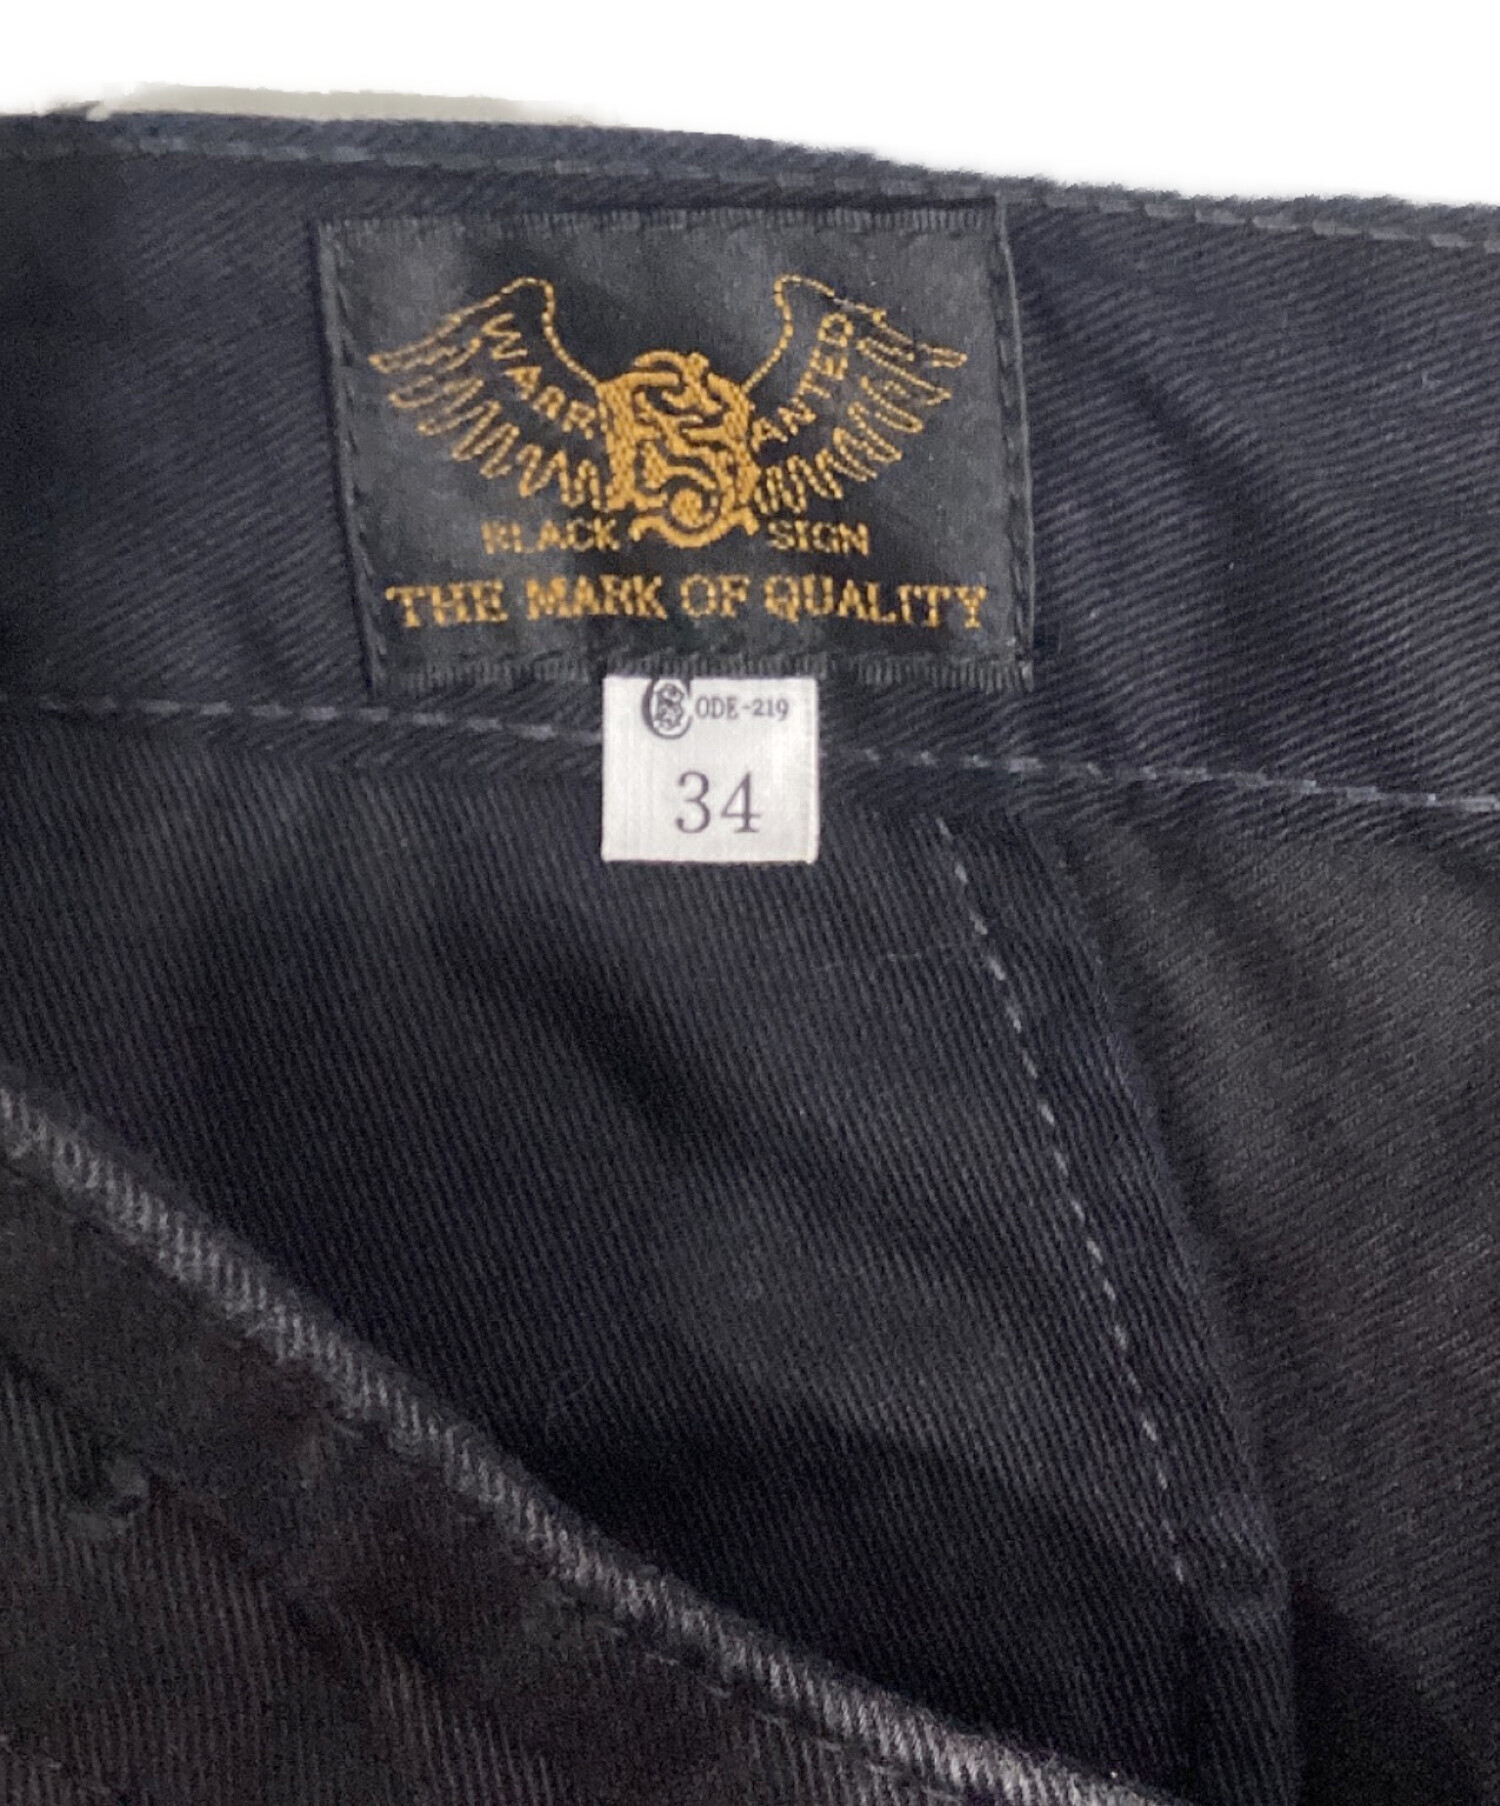 WARRANTED
BLACK SIGN
THE MARK OF QUALITY
CODE-219
34